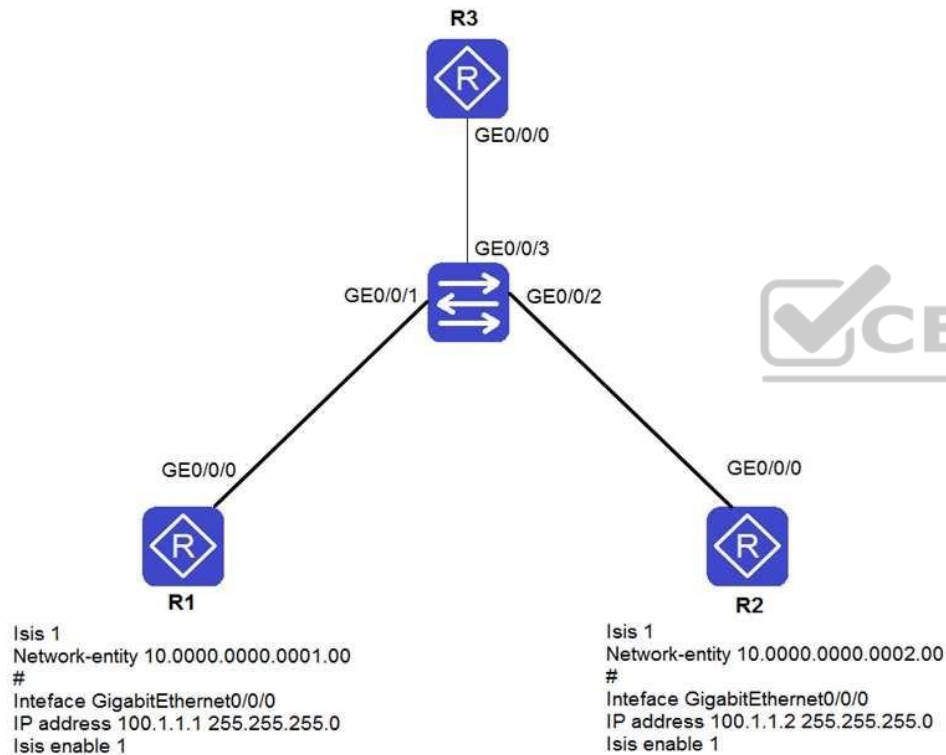 R3
R
GE0/0/0
GE0/0/3
GE0/0/1
GE0/0/2
GE0/0/0
GE0/0/0
R
R
R1
R2
Isis 1
Network-entity 10.0000.0000.0001.00
#
Inteface GigabitEthernet0/0/0
IP address 100.1.1.1 255.255.255.0
Isis enable 1
Isis 1
Network-entity 10.0000.0000.0002.00
#
Inteface GigabitEthernet0/0/0
IP address 100.1.1.2 255.255.255.0
Isis enable 1